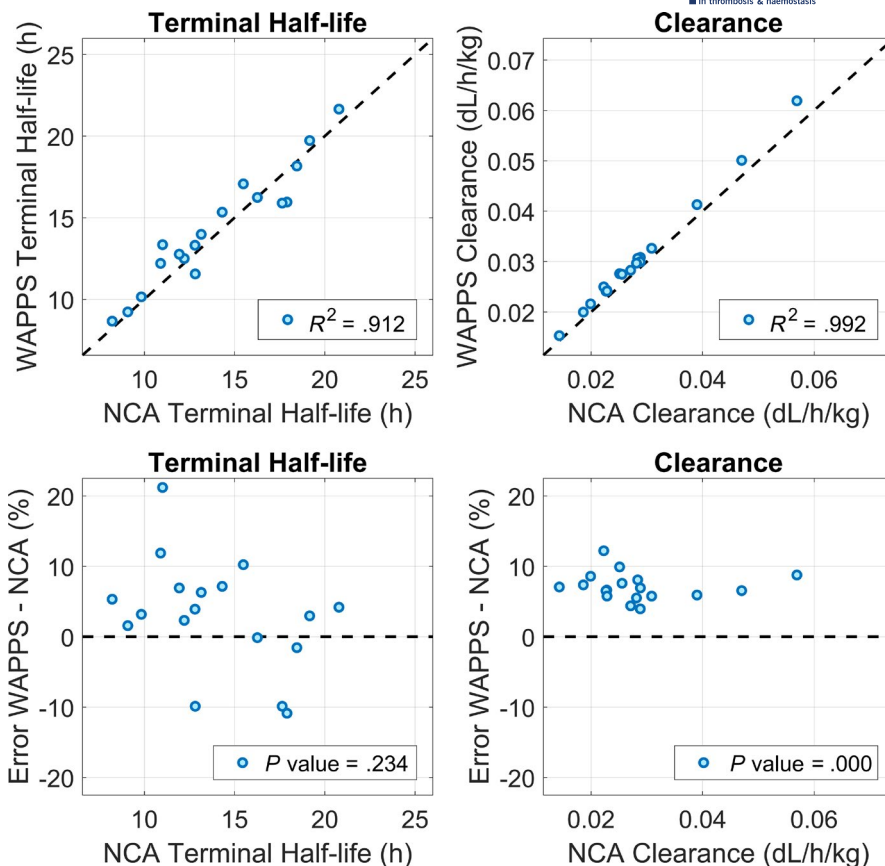 in thrombosis & haemostasis
Terminal Half-life
WAPPS Terminal Half-life (h)
25
20
15
10
R² = .912
10 15 20 25
NCA Terminal Half-life (h)
Clearance
WAPPS Clearance (dL/h/kg)
0.07
0.06
0.05
0.04
0.03
0.02
R² = .992
0.02 0.04 0.06
NCA Clearance (dL/h/kg)
Terminal Half-life
Error WAPPS - NCA (%)
20
10
0
-10
-20
P value = .234
10 15 20 25
NCA Terminal Half-life (h)
Clearance
Error WAPPS - NCA (%)
20
10
0
-10
-20
P value = .000
0.02 0.04 0.06
NCA Clearance (dL/h/kg)